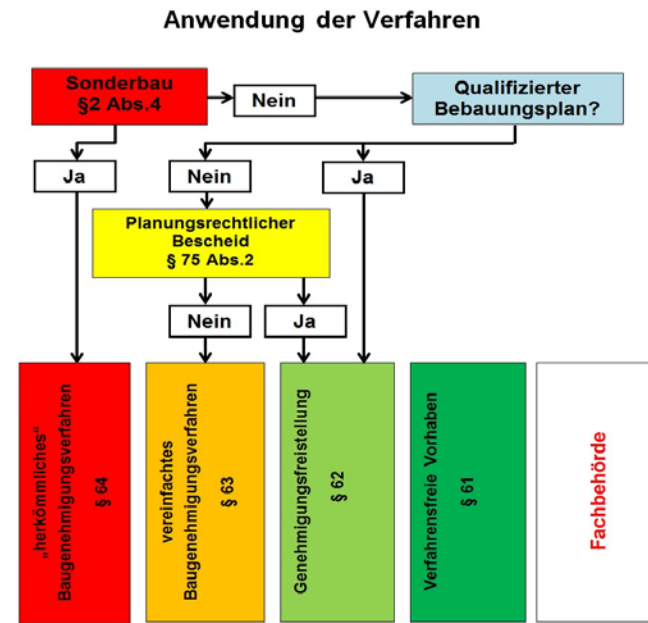 Anwendung der Verfahren
Sonderbau
§2 Abs.4
Nein
Qualifizierter
Bebauungsplan?
Ja
Nein
Ja
Planungsrechtlicher
Bescheid
§ 75 Abs.2
Nein
Ja
„herkömmliches“
Baugenehmigungsverfahren
§ 64
vereinfachtes
Baugenehmigungsverfahren
§ 63
Genehmigungsfreistellung
§ 62
Verfahrensfreie Vorhaben
§ 61
Fachbehörde